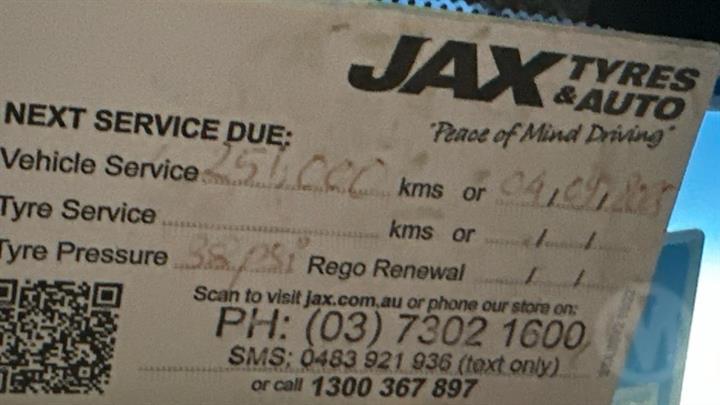 JAX TYRES & AUTO
"Peace of Mind Driving"
NEXT SERVICE DUE:
Vehicle Service 251,000 kms or 04/09/2025
Tyre Service kms or / /
Tyre Pressure 38 psi Rego Renewal / /
Scan to visit jax.com.au or phone our store on:
PH: (03) 7302 1600
SMS: 0483 921 936 (text only)
or call 1300 367 897